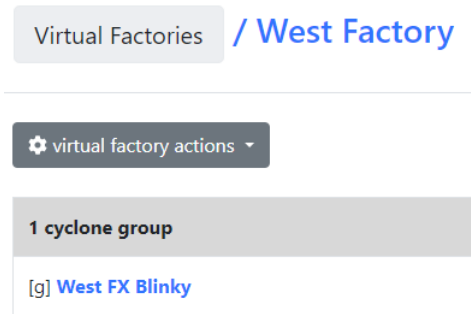 Virtual Factories / West Factory
virtual factory actions
1 cyclone group
[g] West FX Blinky